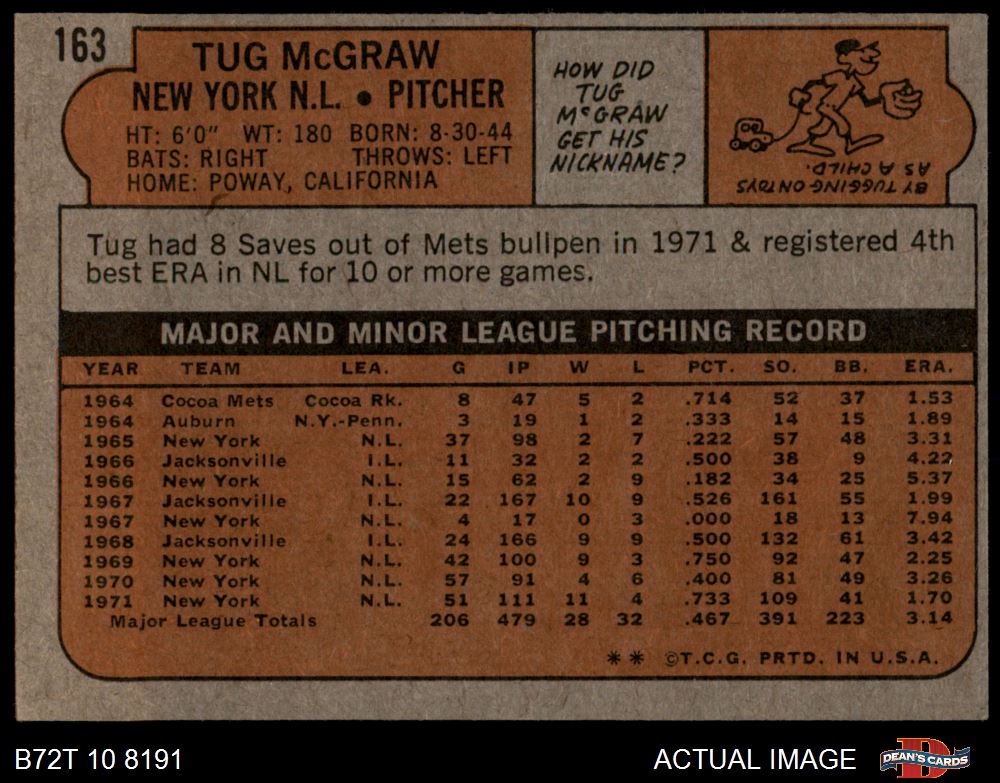 163
TUG McGRAW
NEW YORK N.L. • PITCHER
HT: 6'0" WT: 180 BORN: 8-30-44
BATS: RIGHT THROWS: LEFT
HOME: POWAY, CALIFORNIA
HOW DID
TUG
McGRAW
GET HIS
NICKNAME?
BY TUGGING ON TOYS
AS A CHILD.
Tug had 8 Saves out of Mets bullpen in 1971 & registered 4th
best ERA in NL for 10 or more games.
MAJOR AND MINOR LEAGUE PITCHING RECORD
YEAR TEAM LEA. G IP W L PCT. SO. BB. ERA.
1964 Cocoa Mets Cocoa Rk. 8 47 5 2 .714 52 37 1.53
1964 Auburn N.Y.-Penn. 3 19 1 2 .333 14 15 1.89
1965 New York N.L. 37 98 2 7 .222 57 48 3.31
1966 Jacksonville I.L. 11 32 2 2 .500 38 9 4.22
1966 New York N.L. 15 62 2 9 .182 34 25 5.37
1967 Jacksonville I.L. 22 167 10 9 .526 161 55 1.99
1967 New York N.L. 4 17 0 3 .000 18 13 7.94
1968 Jacksonville I.L. 24 166 9 9 .500 132 61 3.42
1969 New York N.L. 42 100 9 3 .750 92 47 2.25
1970 New York N.L. 57 91 4 6 .400 81 49 3.26
1971 New York N.L. 51 111 11 4 .733 109 41 1.70
Major League Totals 206 479 28 32 .467 391 223 3.14
** ©T.C.G. PRTD. IN U.S.A.
B72T 10 8191
ACTUAL IMAGE
DEAN'S CARDS